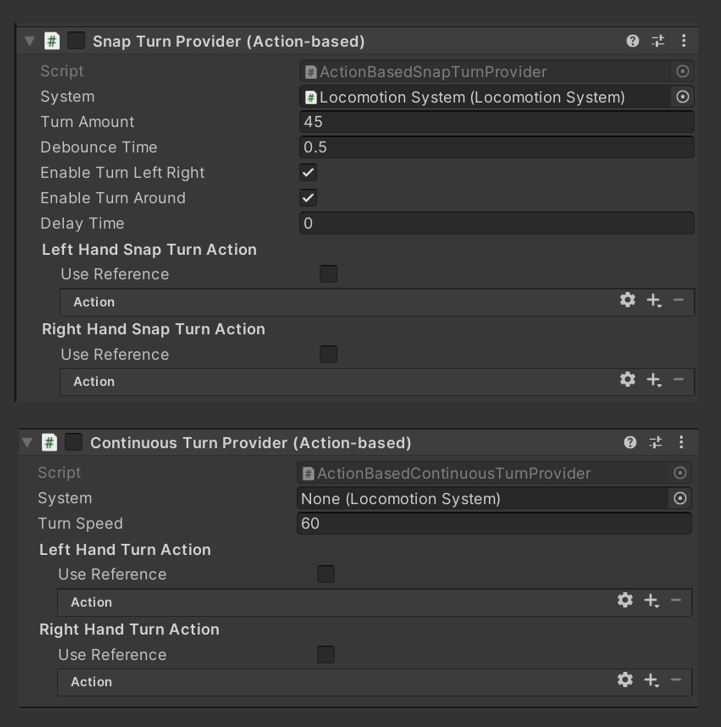 Snap Turn Provider (Action-based)
Script ActionBasedSnapTurnProvider
System Locomotion System (Locomotion System)
Turn Amount 45
Debounce Time 0.5
Enable Turn Left Right
Enable Turn Around
Delay Time 0
Left Hand Snap Turn Action
Use Reference
Action
Right Hand Snap Turn Action
Use Reference
Action
Continuous Turn Provider (Action-based)
Script ActionBasedContinuousTurnProvider
System None (Locomotion System)
Turn Speed 60
Left Hand Turn Action
Use Reference
Action
Right Hand Turn Action
Use Reference
Action